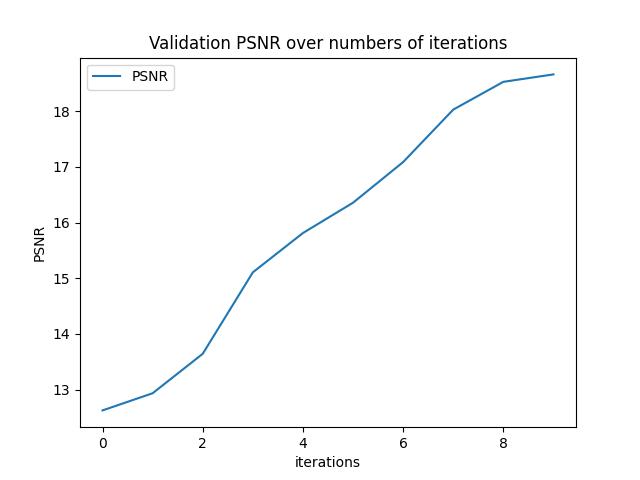 Validation PSNR over numbers of iterations
PSNR
18
17
16
15
14
13
PSNR
0 2 4 6 8
iterations